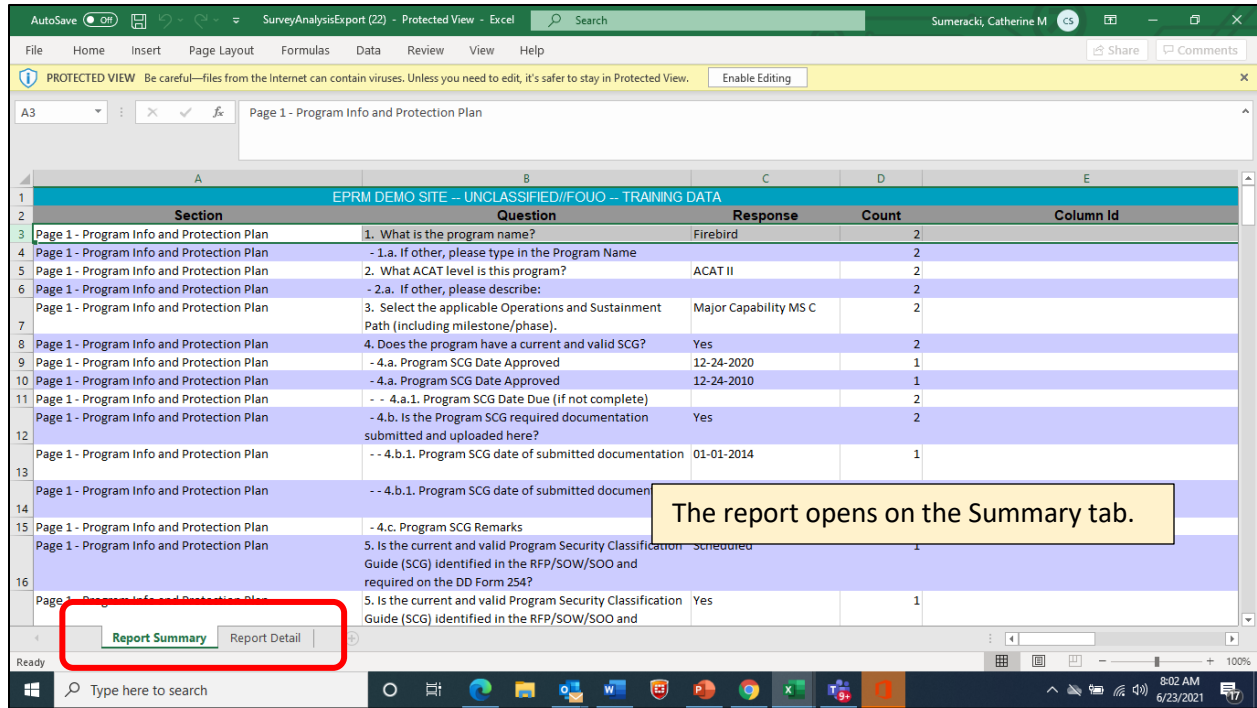 AutoSave Off SurveyAnalysisExport (22) - Protected View - Excel Search Sumeracki, Catherine M CS
File Home Insert Page Layout Formulas Data Review View Help Share Comments
PROTECTED VIEW Be careful—files from the Internet can contain viruses. Unless you need to edit, it's safer to stay in Protected View. Enable Editing
A3 fx Page 1 - Program Info and Protection Plan
A B C D E
1 EPRM DEMO SITE -- UNCLASSIFIED//FOUO -- TRAINING DATA
2 Section Question Response Count Column Id
3 Page 1 - Program Info and Protection Plan 1. What is the program name? Firebird 2
4 Page 1 - Program Info and Protection Plan - 1.a. If other, please type in the Program Name 2
5 Page 1 - Program Info and Protection Plan 2. What ACAT level is this program? ACAT II 2
6 Page 1 - Program Info and Protection Plan - 2.a. If other, please describe: 2
Page 1 - Program Info and Protection Plan 3. Select the applicable Operations and Sustainment Major Capability MS C 2
7 Path (including milestone/phase).
8 Page 1 - Program Info and Protection Plan 4. Does the program have a current and valid SCG? Yes 2
9 Page 1 - Program Info and Protection Plan - 4.a. Program SCG Date Approved 12-24-2020 1
10 Page 1 - Program Info and Protection Plan - 4.a. Program SCG Date Approved 12-24-2010 1
11 Page 1 - Program Info and Protection Plan - - 4.a.1. Program SCG Date Due (if not complete) 2
Page 1 - Program Info and Protection Plan - 4.b. Is the Program SCG required documentation Yes 2
12 submitted and uploaded here?
Page 1 - Program Info and Protection Plan - - 4.b.1. Program SCG date of submitted documentation 01-01-2014 1
13
Page 1 - Program Info and Protection Plan - - 4.b.1. Program SCG date of submitted documen
14
The report opens on the Summary tab.
15 Page 1 - Program Info and Protection Plan - 4.c. Program SCG Remarks
Page 1 - Program Info and Protection Plan 5. Is the current and valid Program Security Classification Scheduled 1
Guide (SCG) identified in the RFP/SOW/SOO and
16 required on the DD Form 254?
Page 1 - Program Info and Protection Plan 5. Is the current and valid Program Security Classification Yes 1
Guide (SCG) identified in the RFP/SOW/SOO and
Report Summary Report Detail
Ready 100%
Type here to search 9+ 8:02 AM
6/23/2021 17